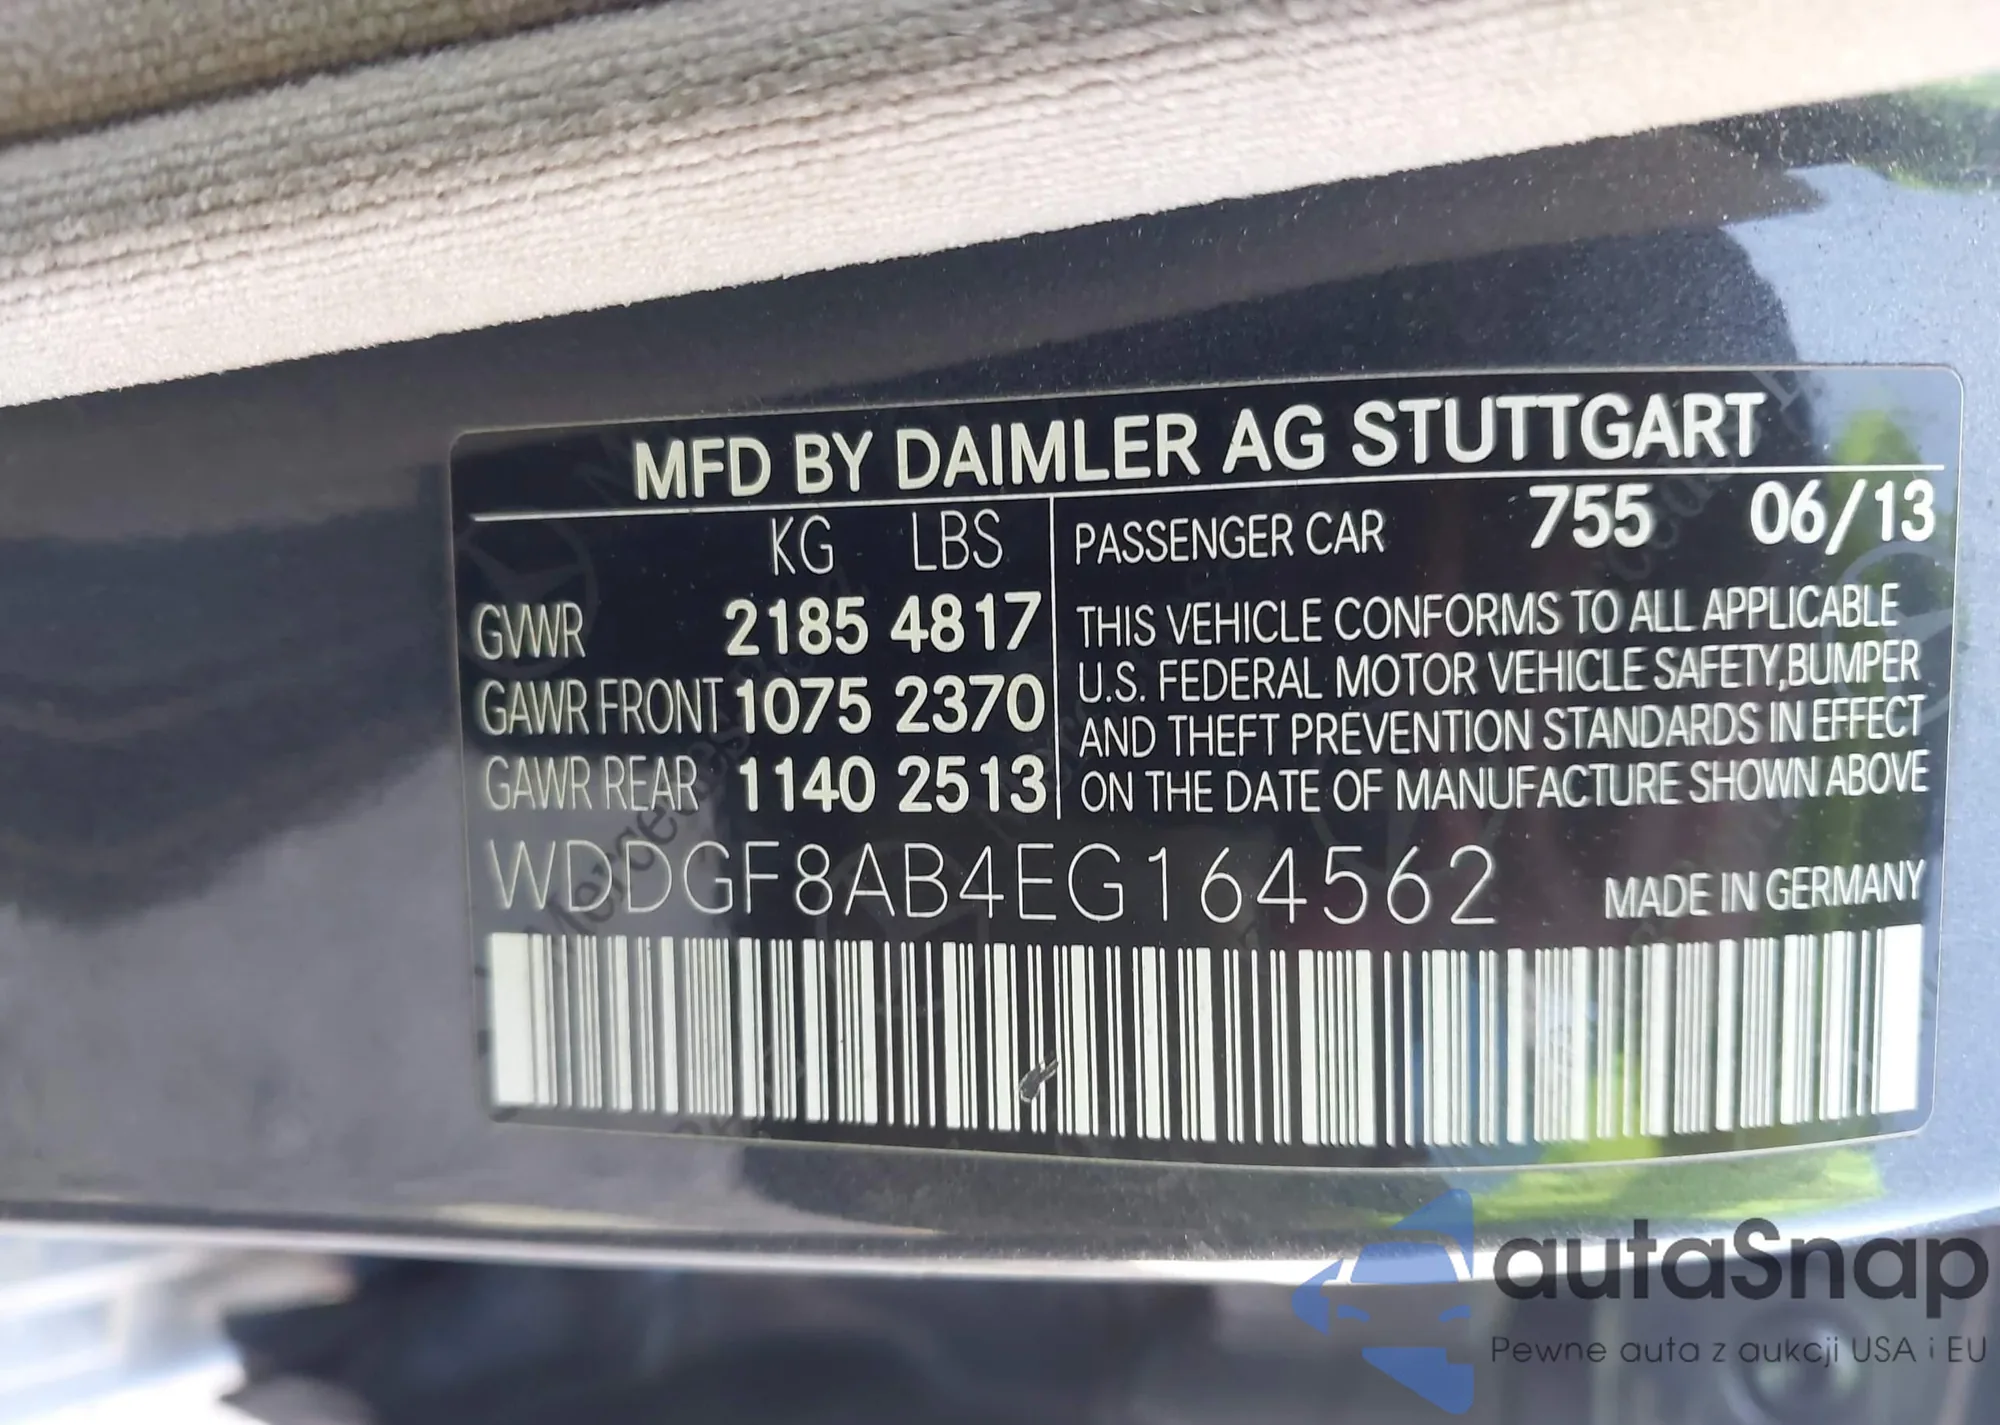 MFD BY DAIMLER AG STUTTGART
KG LBS
GVWR 2185 4817
GAWR FRONT 1075 2370
GAWR REAR 1140 2513
PASSENGER CAR 755 06/13
THIS VEHICLE CONFORMS TO ALL APPLICABLE
U.S. FEDERAL MOTOR VEHICLE SAFETY,BUMPER
AND THEFT PREVENTION STANDARDS IN EFFECT
ON THE DATE OF MANUFACTURE SHOWN ABOVE
WDDGF8AB4EG164562
MADE IN GERMANY
autaSnap
Pewne auta z aukcji USA i EU